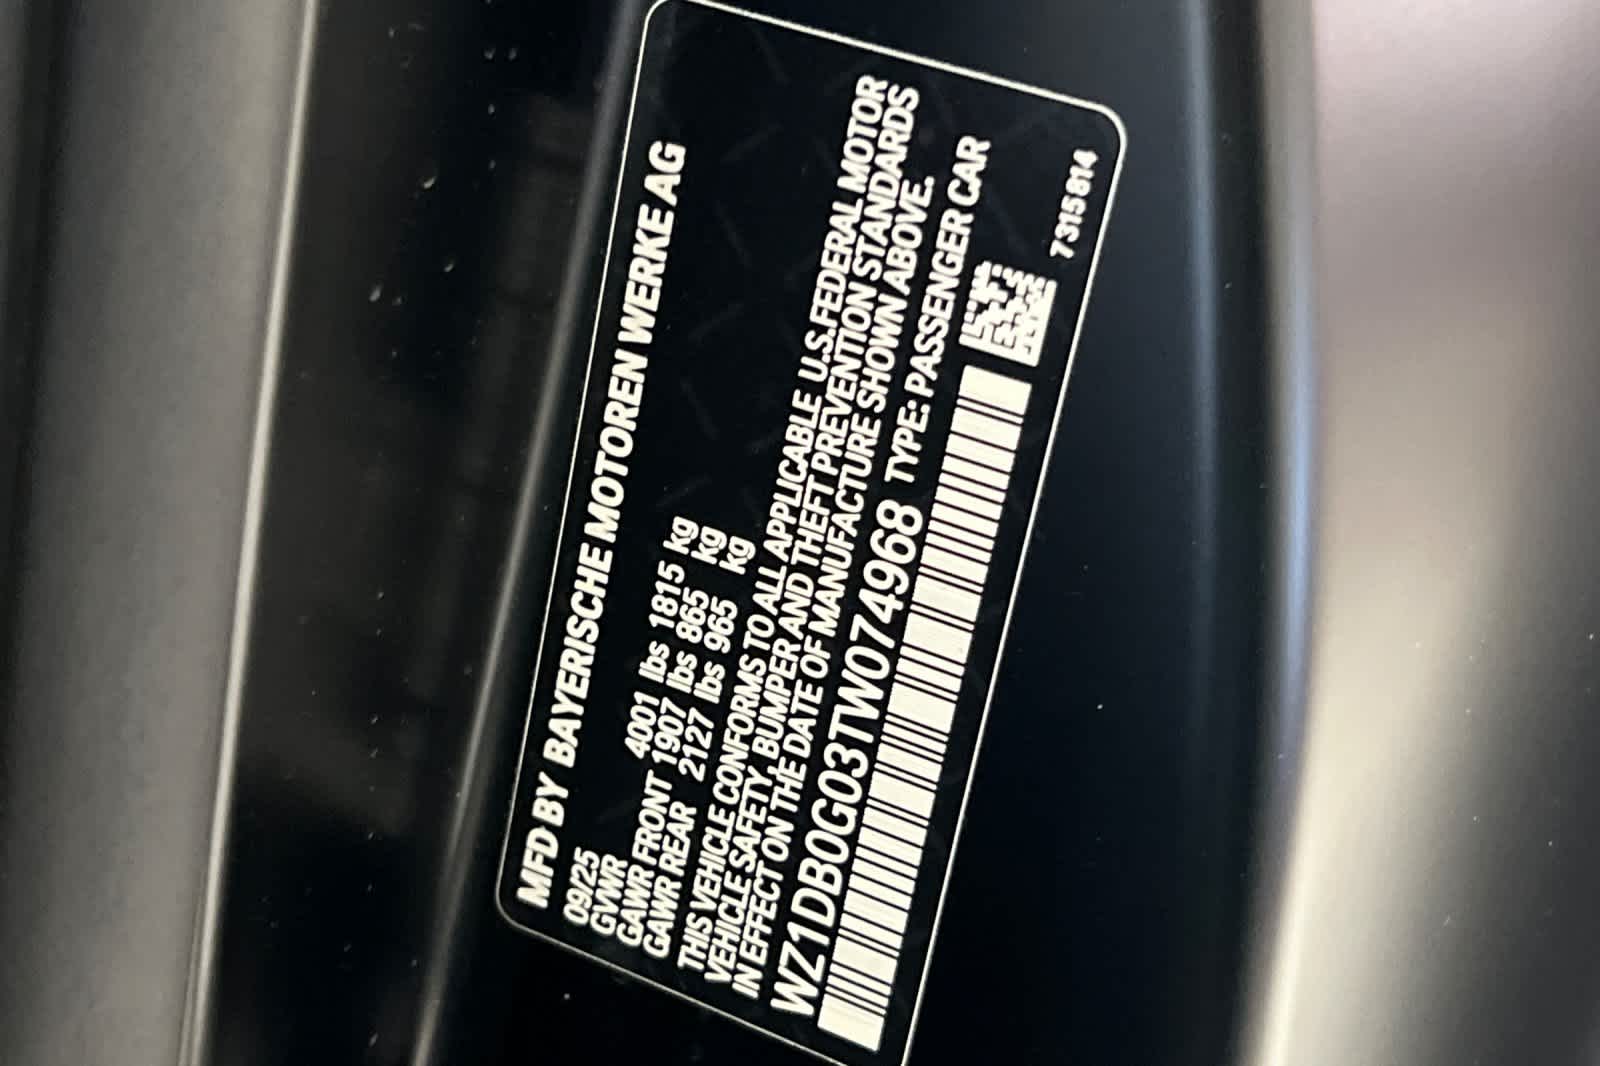 MFD BY BAYERISCHE MOTOREN WERKE AG
09/25
GVWR 4001 lbs 1815 kg
GAWR FRONT 1907 lbs 865 kg
GAWR REAR 2127 lbs 965 kg
THIS VEHICLE CONFORMS TO ALL APPLICABLE U.S.FEDERAL MOTOR
VEHICLE SAFETY, BUMPER AND THEFT PREVENTION STANDARDS
IN EFFECT ON THE DATE OF MANUFACTURE SHOWN ABOVE.
WZ1DB0G03TW074968 TYPE: PASSENGER CAR
7315814